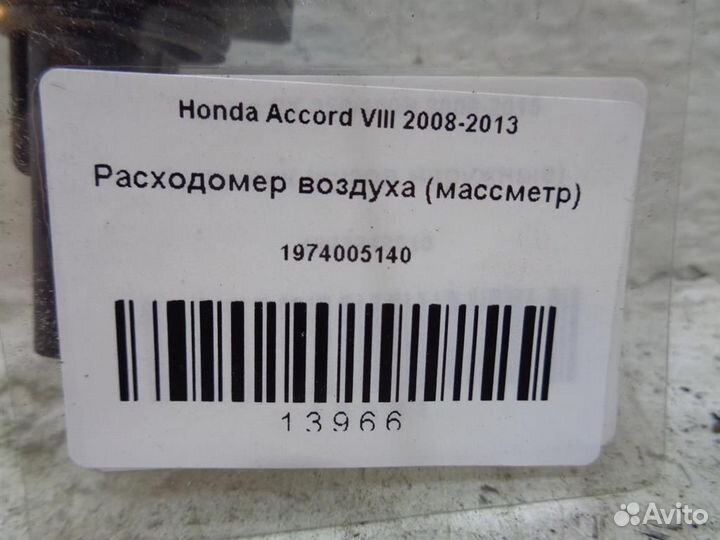 Honda Accord VIII 2008-2013
Расходомер воздуха (массметр)
1974005140
13966
Avito